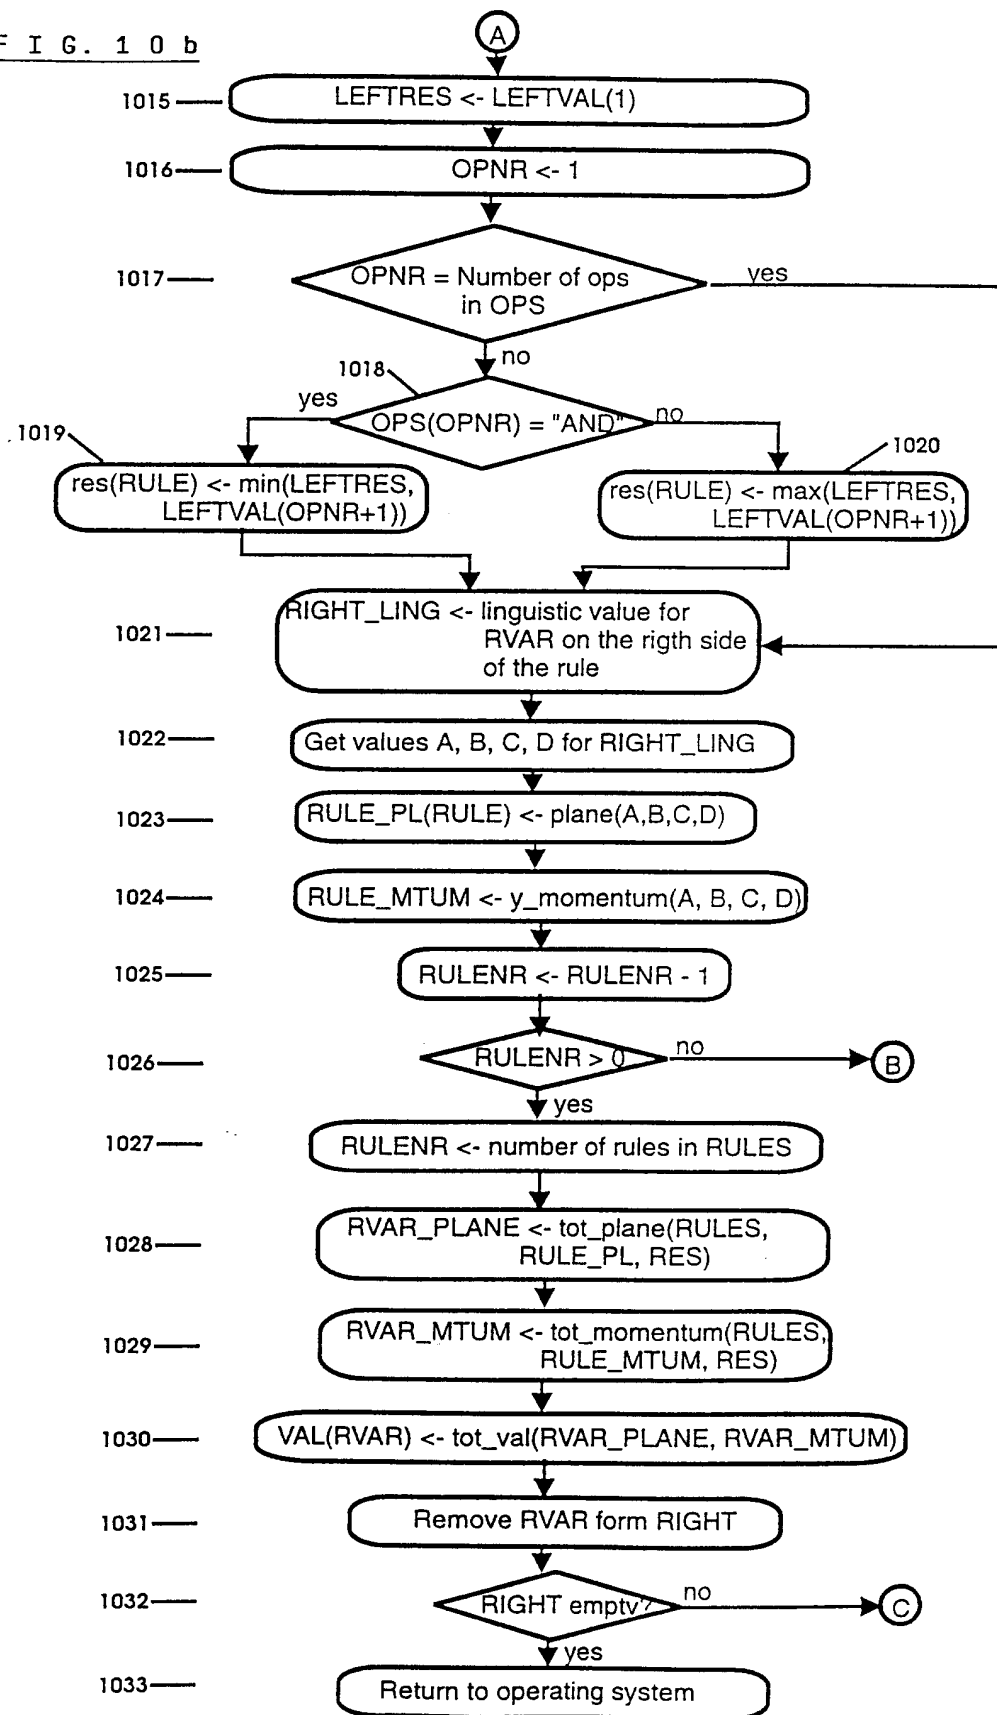 F I G. 1 0 b
A
1015
LEFTRES <- LEFTVAL(1)
1016
OPNR <- 1
1017
OPNR = Number of ops
in OPS
yes
no
1018
yes
OPS(OPNR) = "AND"
no
1019
1020
res(RULE) <- min(LEFTRES,
LEFTVAL(OPNR+1))
res(RULE) <- max(LEFTRES,
LEFTVAL(OPNR+1))
1021
RIGHT_LING <- linguistic value for
RVAR on the rigth side
of the rule
1022
Get values A, B, C, D for RIGHT_LING
1023
RULE_PL(RULE) <- plane(A,B,C,D)
1024
RULE_MTUM <- y_momentum(A, B, C, D)
1025
RULENR <- RULENR - 1
1026
RULENR > 0
no
B
yes
1027
RULENR <- number of rules in RULES
1028
RVAR_PLANE <- tot_plane(RULES,
RULE_PL, RES)
1029
RVAR_MTUM <- tot_momentum(RULES,
RULE_MTUM, RES)
1030
VAL(RVAR) <- tot_val(RVAR_PLANE, RVAR_MTUM)
1031
Remove RVAR form RIGHT
1032
RIGHT empty?
no
C
yes
1033
Return to operating system